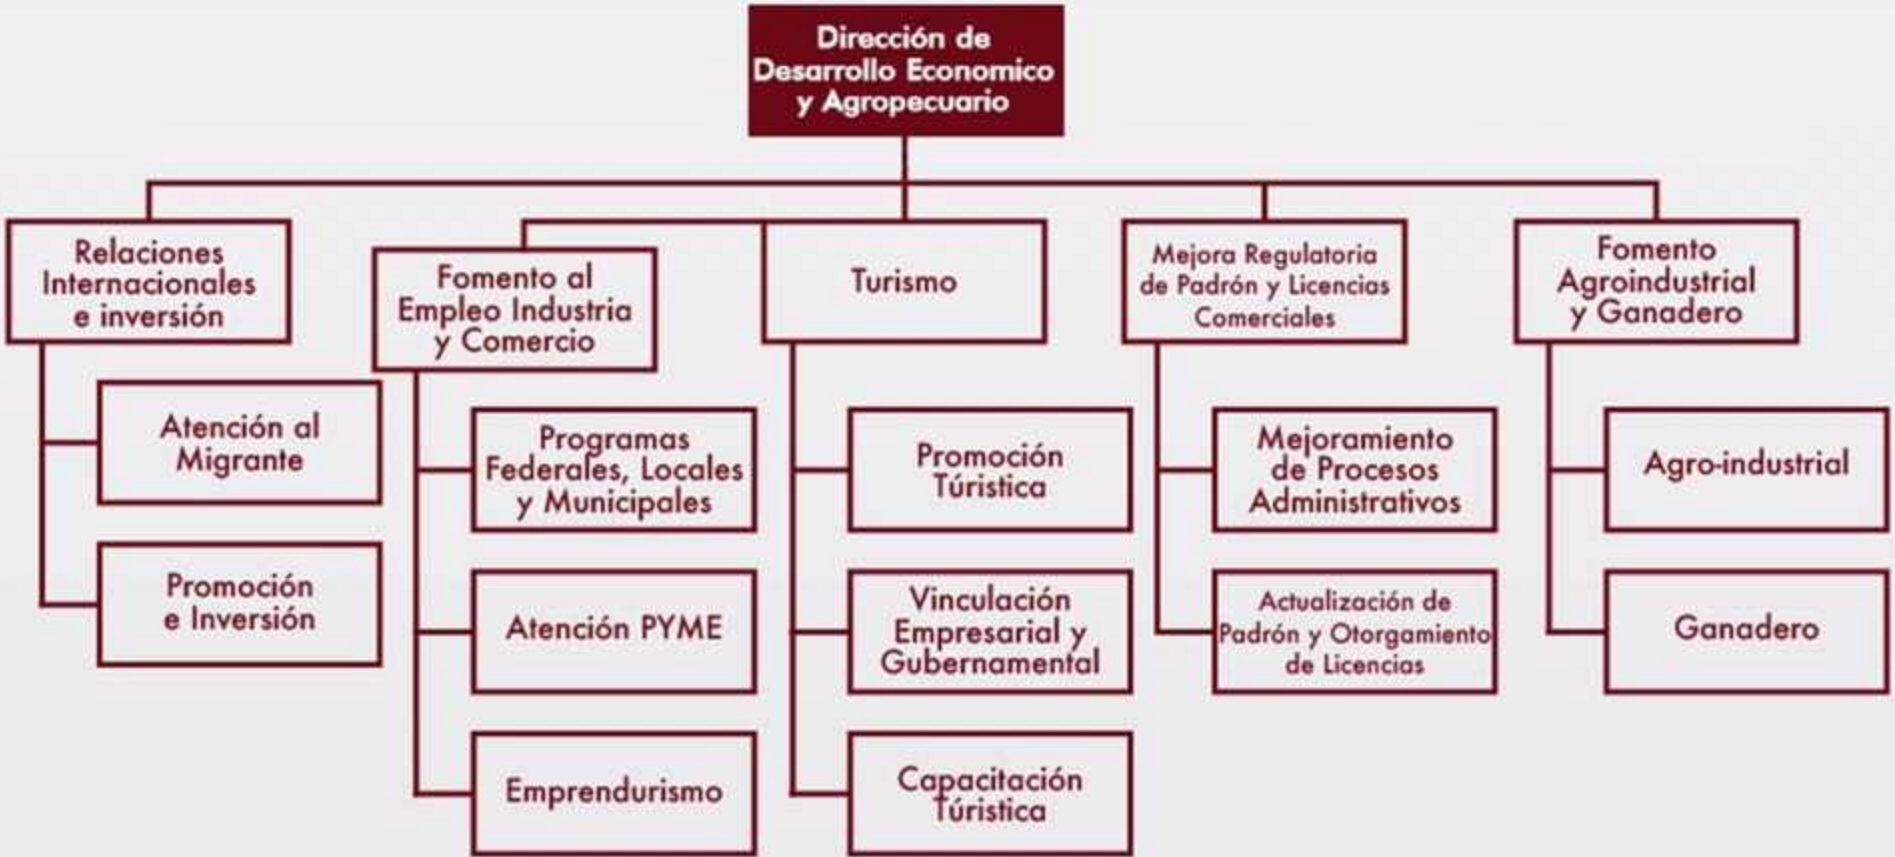 Dirección de
Desarrollo Economico
y Agropecuario
Relaciones
Internacionales
e inversión
Fomento al
Empleo Industria
y Comercio
Turismo
Mejora Regulatoria
de Padrón y Licencias
Comerciales
Fomento
Agroindustrial
y Ganadero
Atención al
Migrante
Promoción
e Inversión
Programas
Federales, Locales
y Municipales
Atención PYME
Emprendurismo
Promoción
Túristica
Vinculación
Empresarial y
Gubernamental
Capacitación
Túristica
Mejoramiento
de Procesos
Administrativos
Actualización de
Padrón y Otorgamiento
de Licencias
Agro-industrial
Ganadero